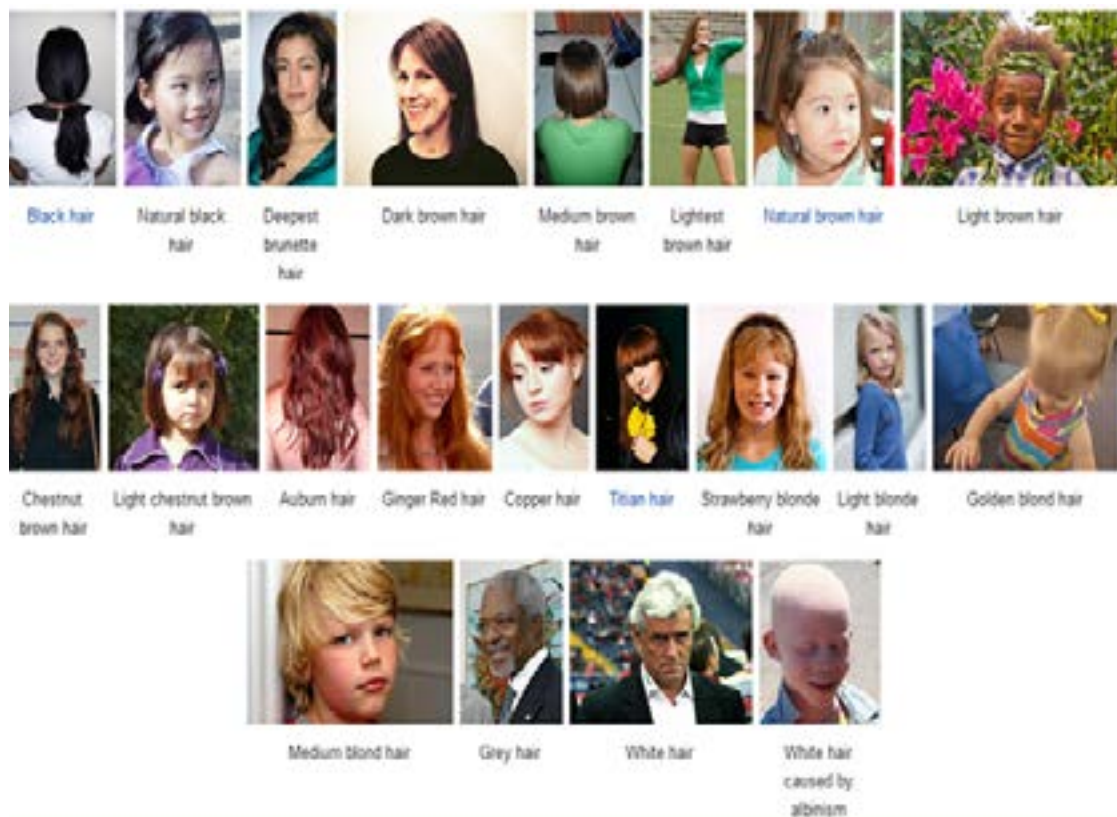 Black hair
Natural black
hair
Deepest
brunette
hair
Dark brown hair
Medium brown
hair
Lightest
brown hair
Natural brown hair
Light brown hair
Chestnut
brown hair
Light chestnut brown
hair
Auburn hair
Ginger Red hair
Copper hair
Titian hair
Strawberry blonde
hair
Light blonde
hair
Golden blond hair
Medium blond hair
Grey hair
White hair
White hair
caused by
albinism